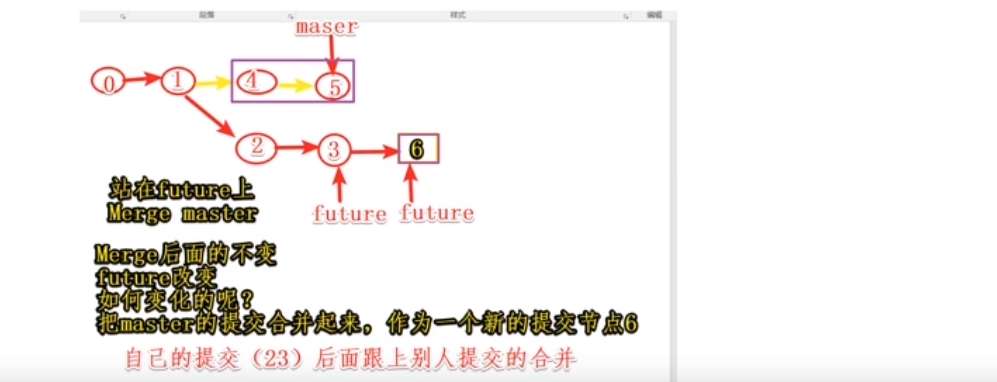 段落
样式
编辑
maser
0
1
4
5
2
3
6
站在future上
Merge master
future future
Merge后面的不变
future改变
如何变化的呢？
把master的提交合并起来，作为一个新的提交节点6
自己的提交（23）后面跟上别人提交的合并